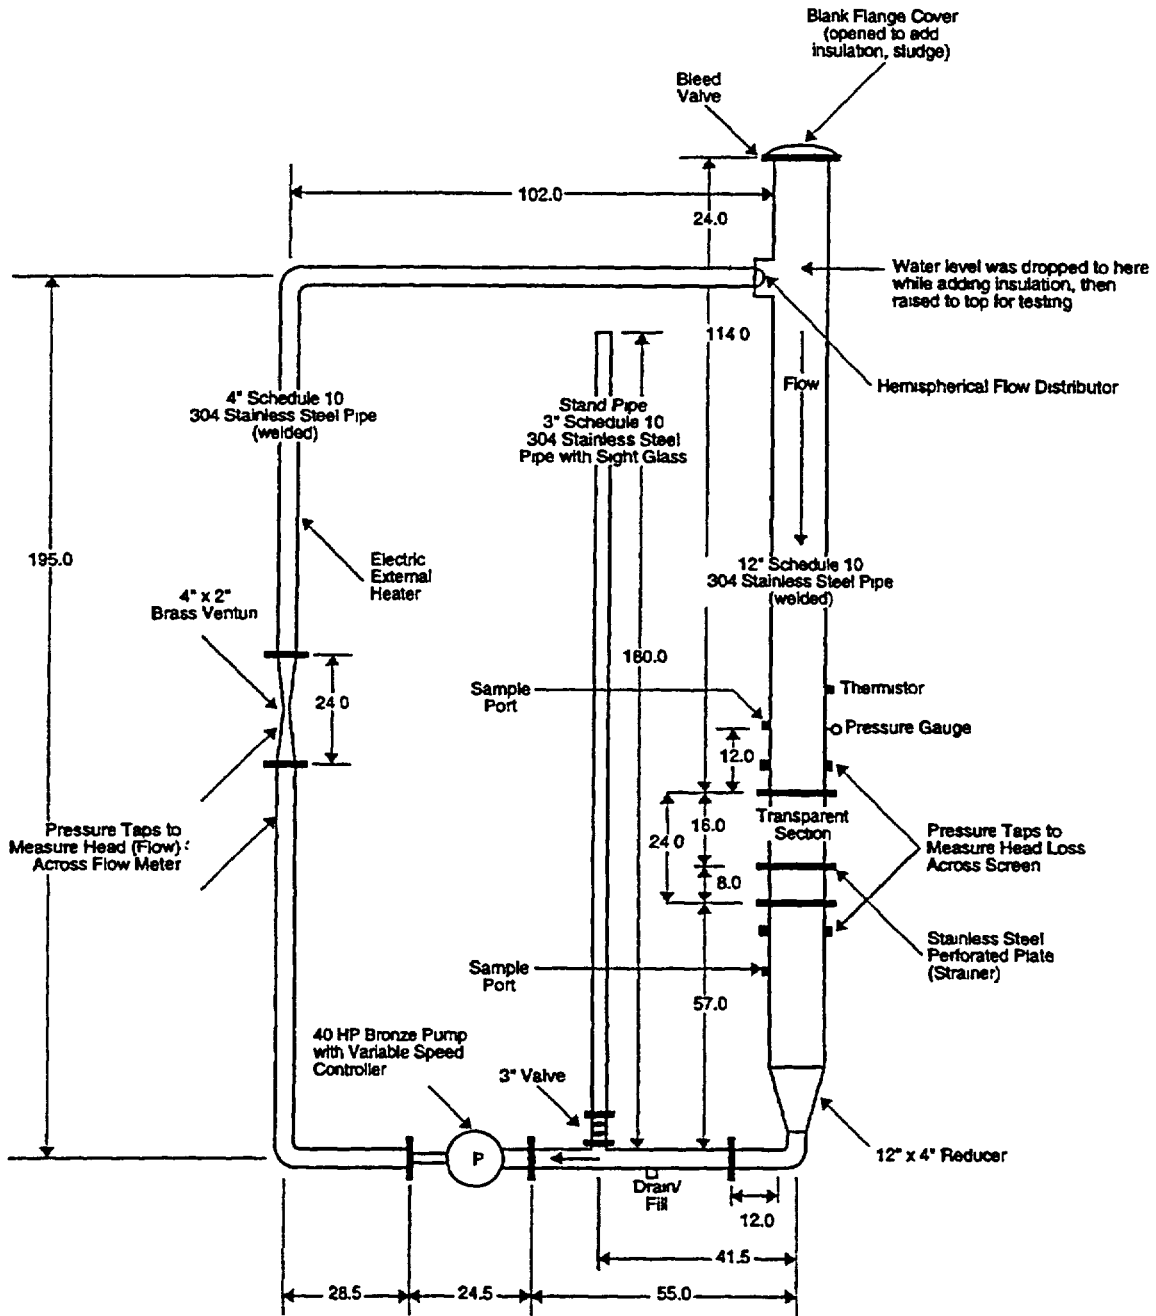 Blank Flange Cover
(opened to add
insulation, sludge)
Bleed
Valve
102.0
24.0
Water level was dropped to here
while adding insulation, then
raised to top for testing
114.0
Flow
Hemispherical Flow Distributor
4" Schedule 10
304 Stainless Steel Pipe
(welded)
Stand Pipe
3" Schedule 10
304 Stainless Steel
Pipe with Sight Glass
195.0
Electric
External
Heater
12" Schedule 10
304 Stainless Steel Pipe
(welded)
4" x 2"
Brass Venturi
180.0
24.0
Sample
Port
Thermistor
Pressure Gauge
12.0
Transparent
Section
16.0
24.0
8.0
Pressure Taps to
Measure Head (Flow)
Across Flow Meter
Pressure Taps to
Measure Head Loss
Across Screen
Stainless Steel
Perforated Plate
(Strainer)
Sample
Port
57.0
40 HP Bronze Pump
with Variable Speed
Controller
3" Valve
P
12" x 4" Reducer
Drain/
Fill
12.0
41.5
28.5
24.5
55.0